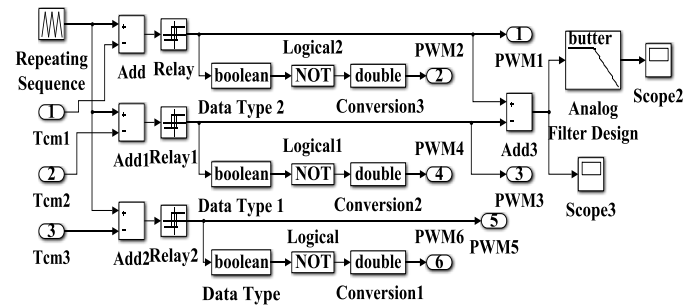 Logical2
PWM2
1
butter
Repeating
Sequence
Add
Relay
boolean
NOT
double
2
PWM1
Scope2
1
Data Type 2
Conversion3
Analog
Filter Design
Tcm1
Add1
Relay1
Logical1
PWM4
Add3
2
boolean
NOT
double
4
3
Tcm2
Data Type 1
Conversion2
PWM3
Scope3
3
Logical
PWM6
5
PWM5
Tcm3
Add2
Relay2
boolean
NOT
double
6
Data Type
Conversion1